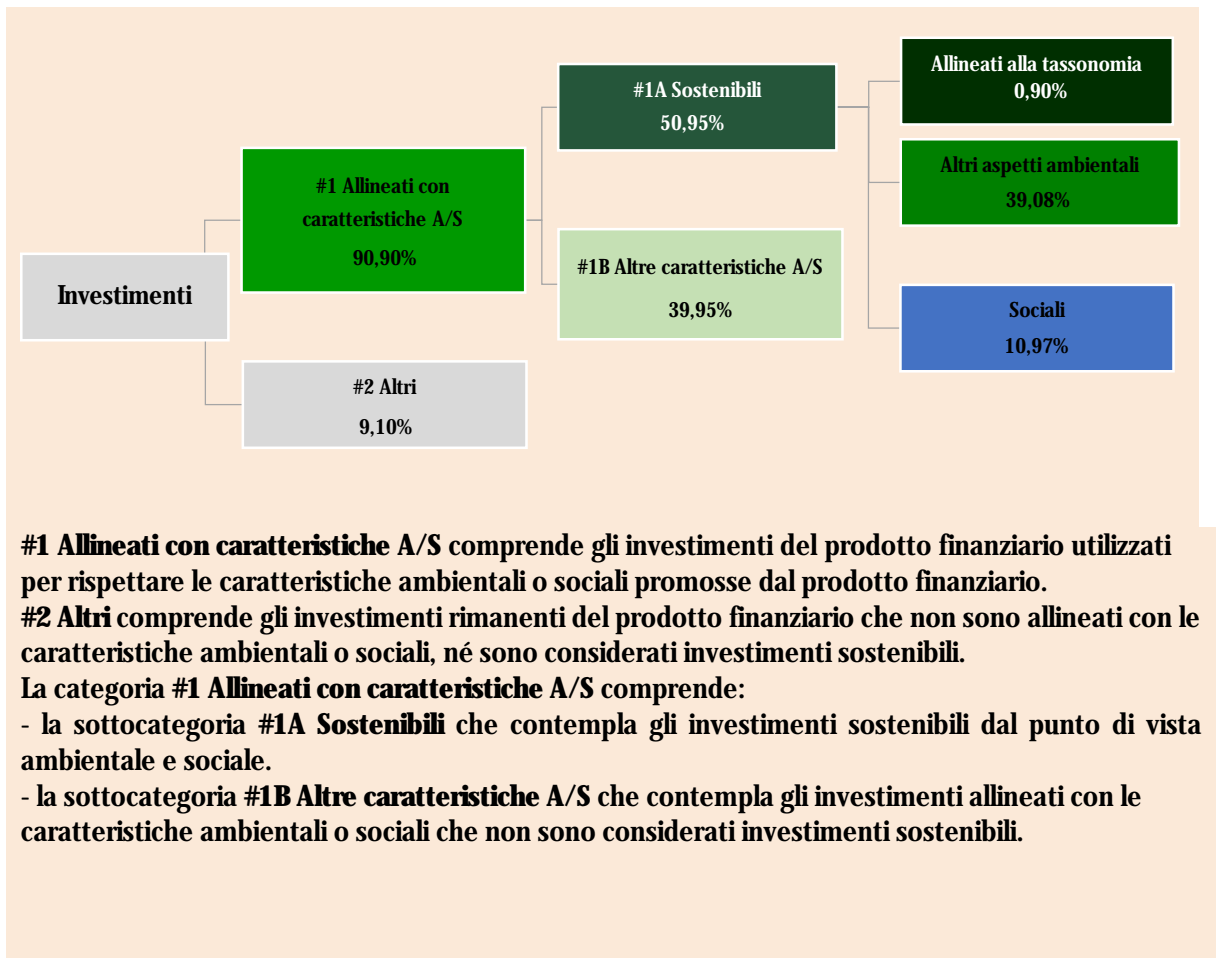 Investimenti
#1 Allineati con
caratteristiche A/S
90,90%
#2 Altri
9,10%
#1A Sostenibili
50,95%
#1B Altre caratteristiche A/S
39,95%
Allineati alla tassonomia
0,90%
Altri aspetti ambientali
39,08%
Sociali
10,97%
#1 Allineati con caratteristiche A/S comprende gli investimenti del prodotto finanziario utilizzati
per rispettare le caratteristiche ambientali o sociali promosse dal prodotto finanziario.
#2 Altri comprende gli investimenti rimanenti del prodotto finanziario che non sono allineati con le
caratteristiche ambientali o sociali, né sono considerati investimenti sostenibili.
La categoria #1 Allineati con caratteristiche A/S comprende:
- la sottocategoria #1A Sostenibili che contempla gli investimenti sostenibili dal punto di vista
ambientale e sociale.
- la sottocategoria #1B Altre caratteristiche A/S che contempla gli investimenti allineati con le
caratteristiche ambientali o sociali che non sono considerati investimenti sostenibili.